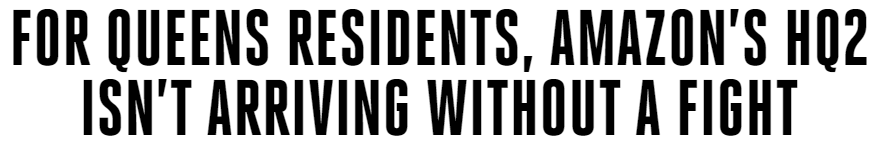 FOR QUEENS RESIDENTS, AMAZON’S HQ2
ISN’T ARRIVING WITHOUT A FIGHT